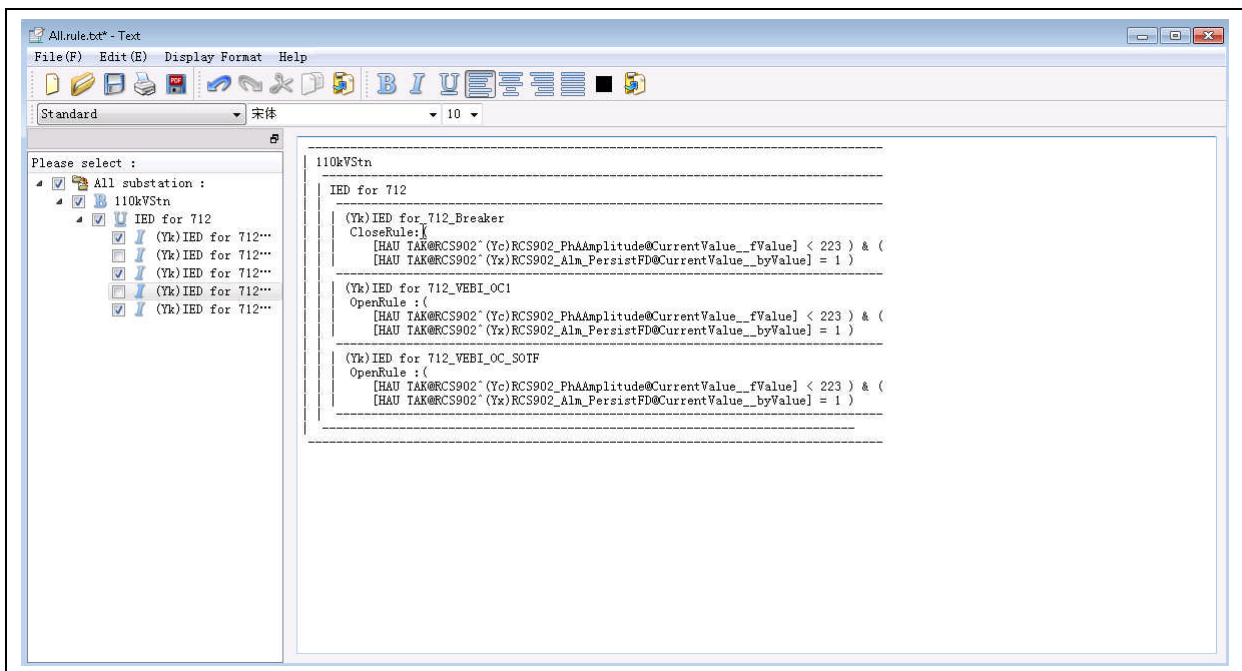 All.rule.txt* - Text
File(F) Edit(E) Display Format Help
PDF
B I U
Standard 宋体 10
Please select :
All substation :
B 110kVStn
U IED for 712
I (Yk)IED for 712…
I (Yk)IED for 712…
I (Yk)IED for 712…
I (Yk)IED for 712…
I (Yk)IED for 712…
110kVStn
IED for 712
(Yk)IED for 712_Breaker
CloseRule:(
[HAU TAK@RCS902^(Yc)RCS902_PhAAmplitude@CurrentValue__fValue] < 223 ) & (
[HAU TAK@RCS902^(Yx)RCS902_Alm_PersistFD@CurrentValue__byValue] = 1 )
(Yk)IED for 712_VEBI_OC1
OpenRule :(
[HAU TAK@RCS902^(Yc)RCS902_PhAAmplitude@CurrentValue__fValue] < 223 ) & (
[HAU TAK@RCS902^(Yx)RCS902_Alm_PersistFD@CurrentValue__byValue] = 1 )
(Yk)IED for 712_VEBI_OC_SOTF
OpenRule :(
[HAU TAK@RCS902^(Yc)RCS902_PhAAmplitude@CurrentValue__fValue] < 223 ) & (
[HAU TAK@RCS902^(Yx)RCS902_Alm_PersistFD@CurrentValue__byValue] = 1 )